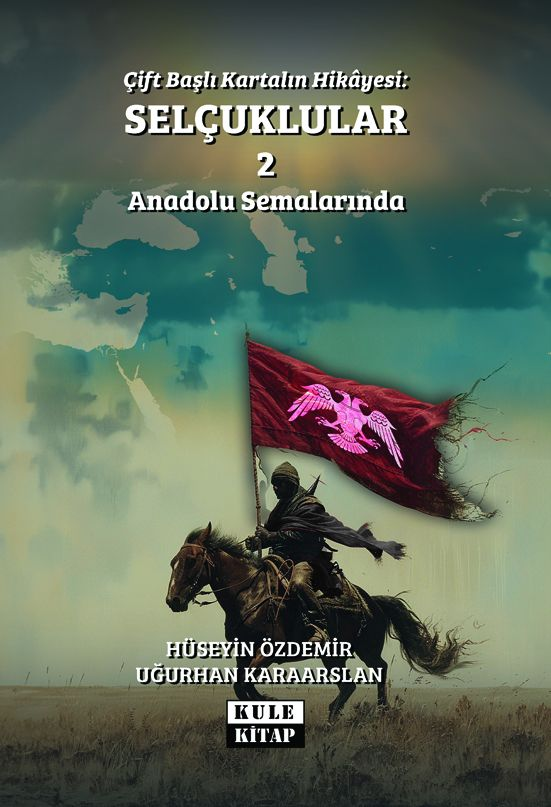 Çift Başlı Kartalın Hikâyesi:
SELÇUKLULAR
2
Anadolu Semalarında
HÜSEYİN ÖZDEMİR
UĞURHAN KARAARSLAN
KULE
KİTAP